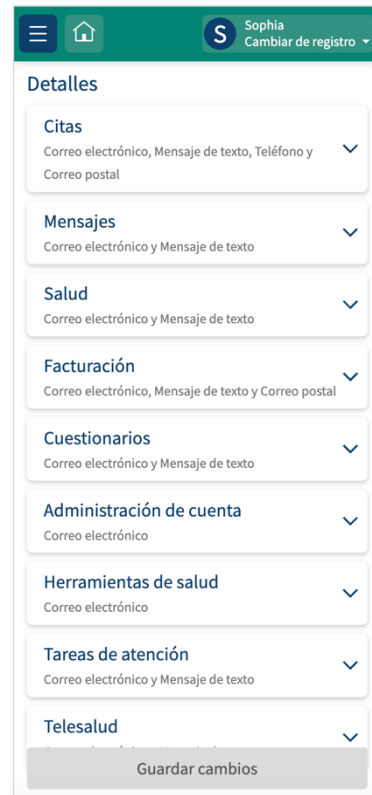 S
Sophia
Cambiar de registro
Detalles
Citas
Correo electrónico, Mensaje de texto, Teléfono y
Correo postal
Mensajes
Correo electrónico y Mensaje de texto
Salud
Correo electrónico y Mensaje de texto
Facturación
Correo electrónico, Mensaje de texto y Correo postal
Cuestionarios
Correo electrónico y Mensaje de texto
Administración de cuenta
Correo electrónico
Herramientas de salud
Correo electrónico
Tareas de atención
Correo electrónico y Mensaje de texto
Telesalud
Guardar cambios